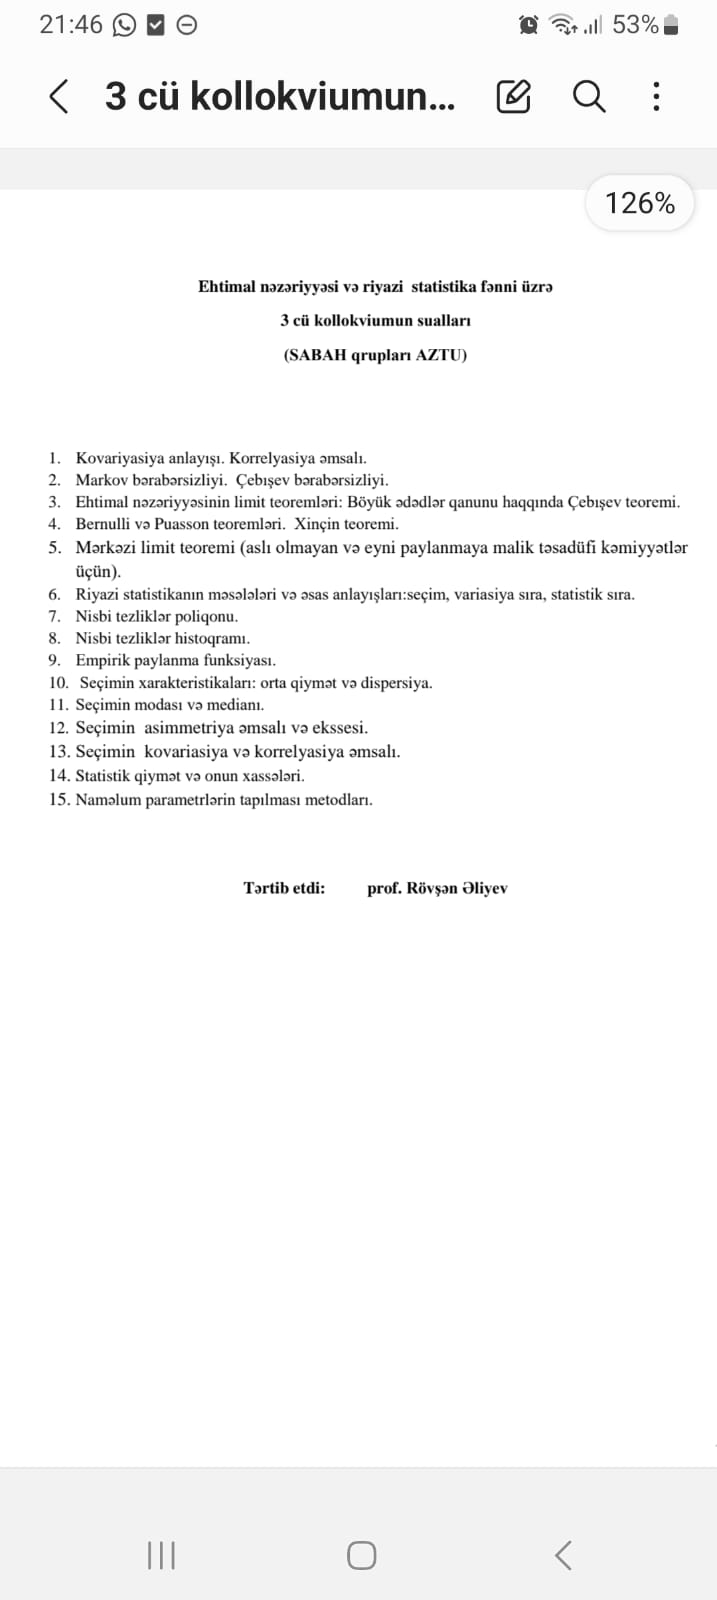 21:46
53%
3 cü kollokviumun...
126%
Ehtimal nəzəriyyəsi və riyazi statistika fənni üzrə
3 cü kollokviumun sualları
(SABAH qrupları AZTU)
1. Kovariyasiya anlayışı. Korrelyasiya əmsalı.
2. Markov bərabərsizliyi. Çebışev bərabərsizliyi.
3. Ehtimal nəzəriyyəsinin limit teoremləri: Böyük ədədlər qanunu haqqında Çebışev teoremi.
4. Bernulli və Puasson teoremləri. Xinçin teoremi.
5. Mərkəzi limit teoremi (aslı olmayan və eyni paylanmaya malik təsadüfi kəmiyyətlər
üçün).
6. Riyazi statistikanın məsələləri və əsas anlayışları:seçim, variasiya sıra, statistik sıra.
7. Nisbi tezliklər poliqonu.
8. Nisbi tezliklər histoqramı.
9. Empirik paylanma funksiyası.
10. Seçimin xarakteristikaları: orta qiymət və dispersiya.
11. Seçimin modası və medianı.
12. Seçimin asimmetriya əmsalı və ekssesi.
13. Seçimin kovariasiya və korrelyasiya əmsalı.
14. Statistik qiymət və onun xassələri.
15. Naməlum parametrlərin tapılması metodları.
Tərtib etdi: prof. Rövşən Əliyev